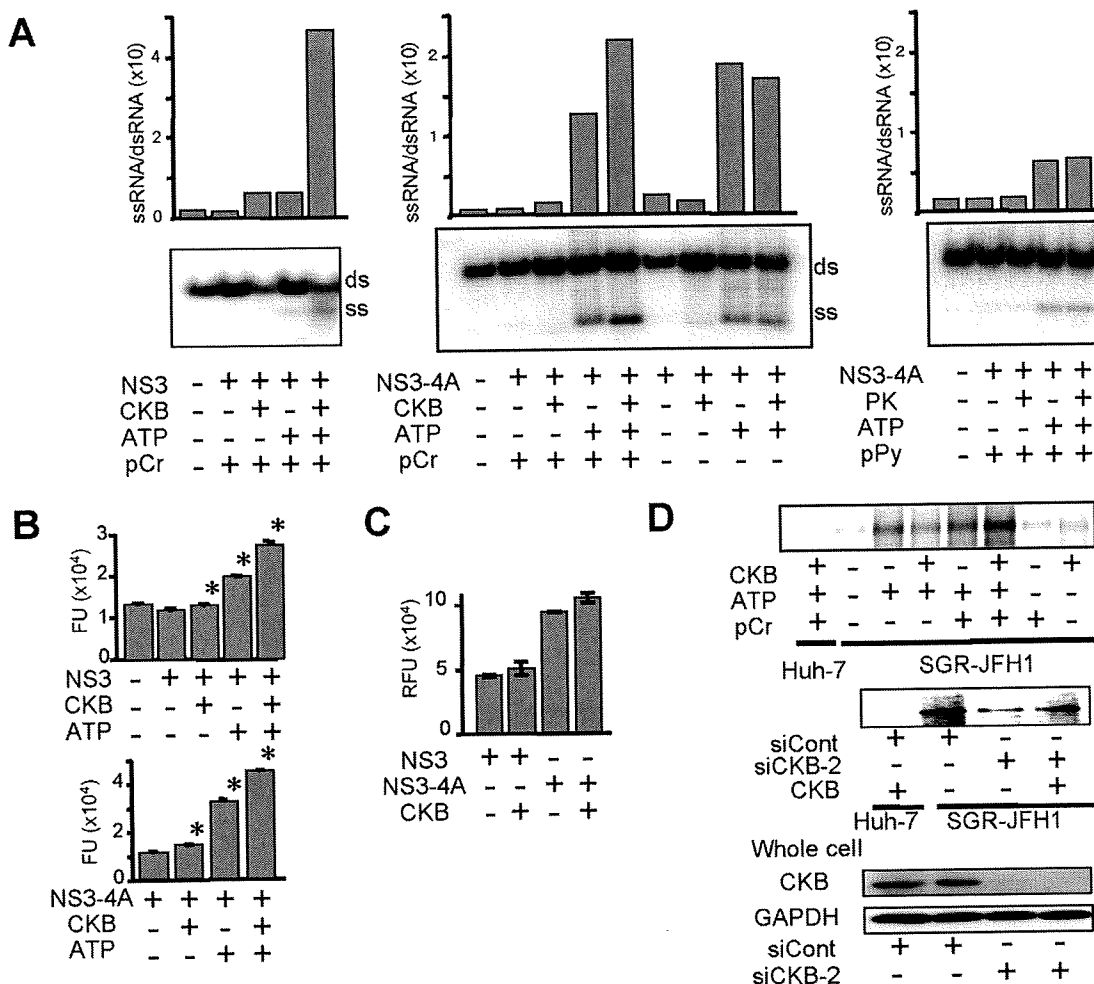 A
ssRNA/dsRNA (x10)
4
2
0
ds
ss
NS3 - + + + +
CKB - - + - +
ATP - - - + +
pCr - + + + +
ssRNA/dsRNA (x10)
2
1
ds
ss
NS3-4A - + + + + + + + +
CKB - - + - + - + - +
ATP - - - + + - - + +
pCr - + + + + - - - -
ssRNA/dsRNA (x10)
2
1
NS3-4A - + + + +
PK - - + - +
ATP - - - + +
pPy - + + + +
B
FU (x10⁴)
3
2
1
* * *
NS3 - + + + +
CKB - - + - +
ATP - - - + +
FU (x10⁴)
4
2
* * *
NS3-4A + + + +
CKB - + - +
ATP - - + +
C
RFU (x10⁴)
10
5
0
NS3 + + - -
NS3-4A - - + +
CKB - + - +
D
CKB + - - + - + - +
ATP + - + + + + - -
pCr + - - - + + + -
Huh-7 SGR-JFH1
siCont + + - -
siCKB-2 - - + +
CKB + - - +
Huh-7 SGR-JFH1
Whole cell
CKB
GAPDH
siCont + + - -
siCKB-2 - - + +